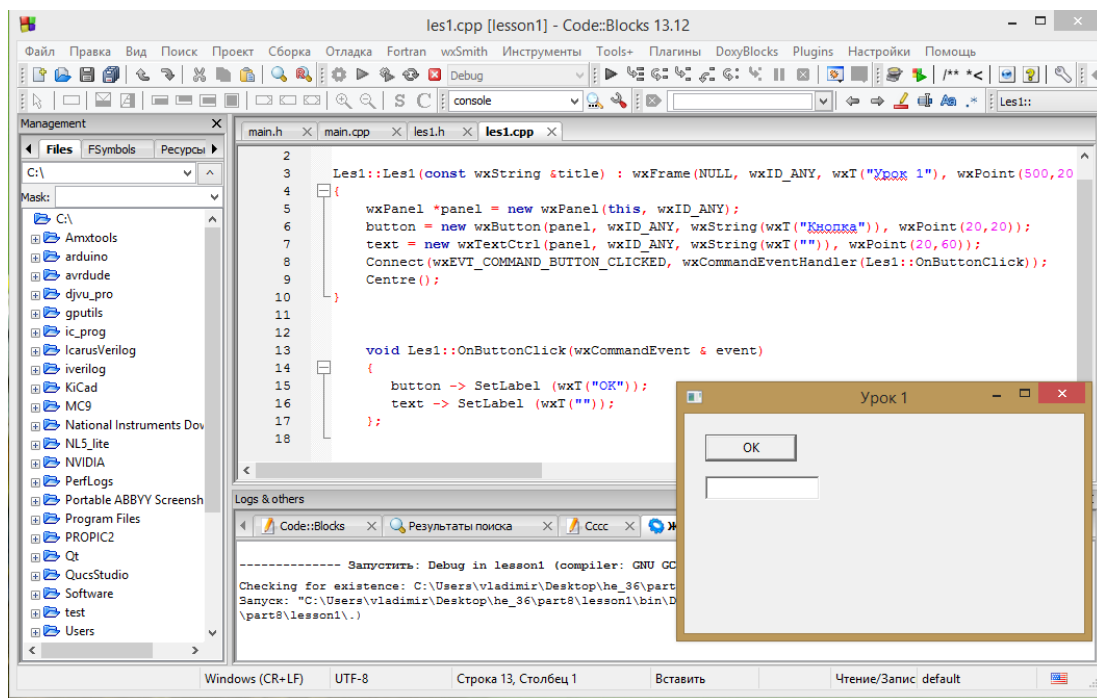 les1.cpp [lesson1] - Code::Blocks 13.12
Файл Правка Вид Поиск Проект Сборка Отладка Fortran wxSmith Инструменты Tools+ Плагины DoxyBlocks Plugins Настройки Помощь
Debug /** *<
S C console Les1::
Management
Files FSymbols Ресурсы
C:\
Mask:
C:\
Amxtools
arduino
avrdude
djvu_pro
gputils
ic_prog
IcarusVerilog
iverilog
KiCad
MC9
National Instruments Dov
NL5_lite
NVIDIA
PerfLogs
Portable ABBYY Screensh
Program Files
PROPIC2
Qt
QucsStudio
Software
test
Users
main.h main.cpp les1.h les1.cpp
2
3 Les1::Les1(const wxString &title) : wxFrame(NULL, wxID_ANY, wxT("Урок 1"), wxPoint(500,20
4 {
5 wxPanel *panel = new wxPanel(this, wxID_ANY);
6 button = new wxButton(panel, wxID_ANY, wxString(wxT("Кнопка")), wxPoint(20,20));
7 text = new wxTextCtrl(panel, wxID_ANY, wxString(wxT("")), wxPoint(20,60));
8 Connect(wxEVT_COMMAND_BUTTON_CLICKED, wxCommandEventHandler(Les1::OnButtonClick));
9 Centre();
10 }
11
12
13 void Les1::OnButtonClick(wxCommandEvent & event)
14 {
15 button -> SetLabel (wxT("OK"));
16 text -> SetLabel (wxT(""));
17 };
18
Урок 1
OK
Logs & others
Code::Blocks Результаты поиска Cccc Ж
-------------- Запустить: Debug in lesson1 (compiler: GNU GC
Checking for existence: C:\Users\vladimir\Desktop\he_36\part
Запуск: "C:\Users\vladimir\Desktop\he_36\part8\lesson1\bin\D
\part8\lesson1\.)
Windows (CR+LF) UTF-8 Строка 13, Столбец 1 Вставить Чтение/Запис default